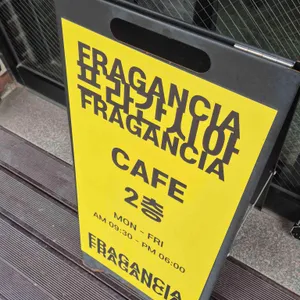 FRAGANCIA
프라간시아
FRAGANCIA
CAFE
2층
MON - FRI
AM 09:30 - PM 06:00
FRAGANCIA
FRAGANCIA